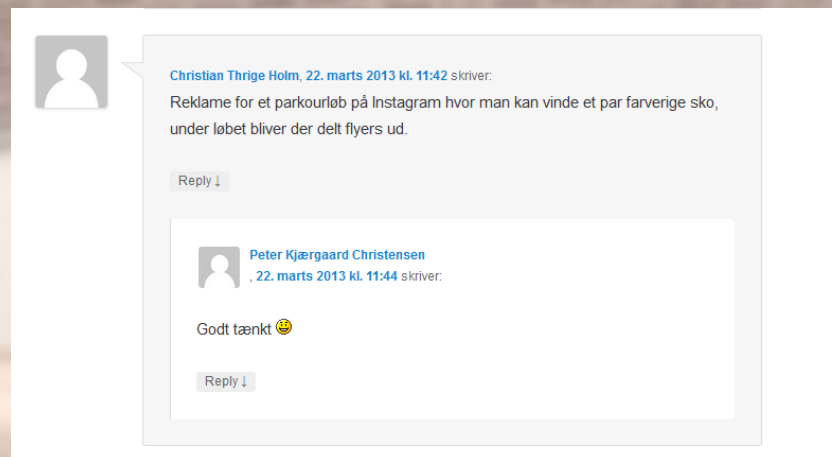 Christian Thrige Holm, 22. marts 2013 kl. 11:42 skriver:
Reklame for et parkourløb på Instagram hvor man kan vinde et par farverige sko,
under løbet bliver der delt flyers ud.
Reply ↓
Peter Kjærgaard Christensen
, 22. marts 2013 kl. 11:44 skriver:
Godt tænkt 😀
Reply ↓